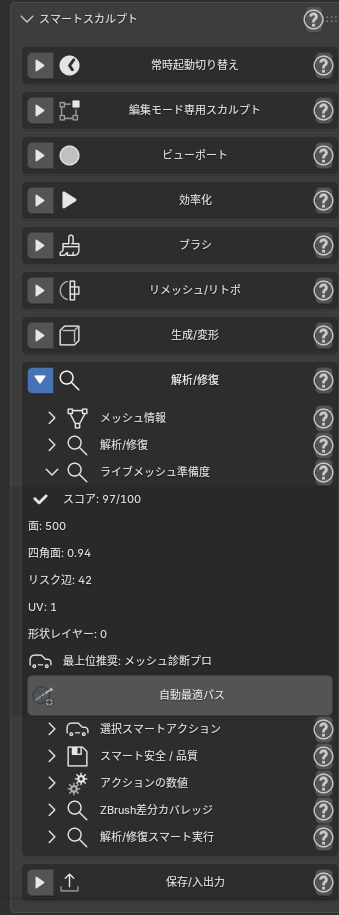 スマートスカルプト
常時起動切り替え
編集モード専用スカルプト
ビューポート
効率化
ブラシ
リメッシュ/リトポ
生成/変形
解析/修復
メッシュ情報
解析/修復
ライブメッシュ準備度
スコア: 97/100
面: 500
四角面: 0.94
リスク辺: 42
UV: 1
形状レイヤー: 0
最上位推奨: メッシュ診断プロ
自動最適パス
選択スマートアクション
スマート安全 / 品質
アクションの数値
ZBrush差分カバレッジ
解析/修復スマート実行
保存/入出力